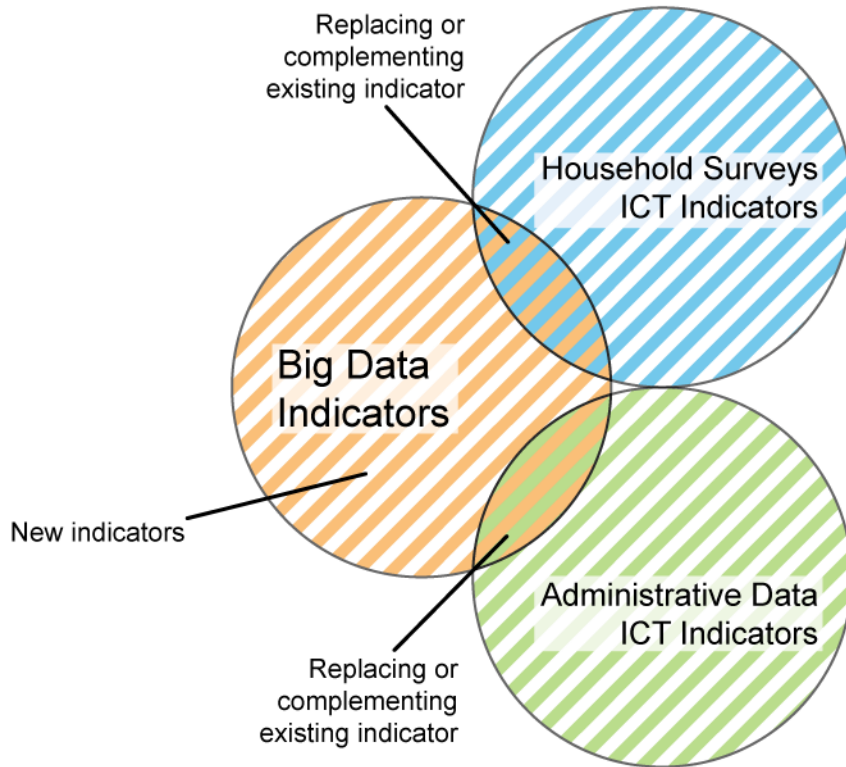 Replacing or
complementing
existing indicator
Household Surveys
ICT Indicators
Big Data
Indicators
New indicators
Administrative Data
ICT Indicators
Replacing or
complementing
existing indicator